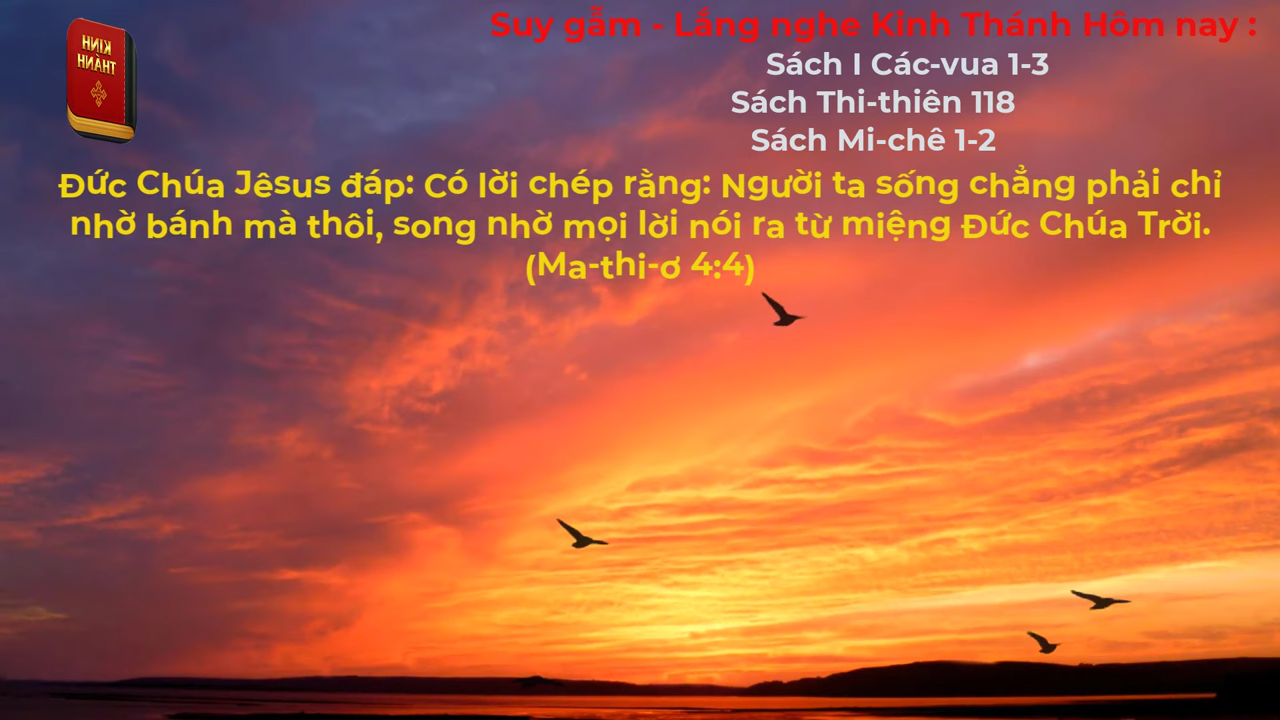 KINH
THÁNH
Suy gẫm - Lắng nghe Kinh Thánh Hôm nay :
Sách I Các-vua 1-3
Sách Thi-thiên 118
Sách Mi-chê 1-2
Đức Chúa Jêsus đáp: Có lời chép rằng: Người ta sống chẳng phải chỉ
nhờ bánh mà thôi, song nhờ mọi lời nói ra từ miệng Đức Chúa Trời.
(Ma-thi-ơ 4:4)